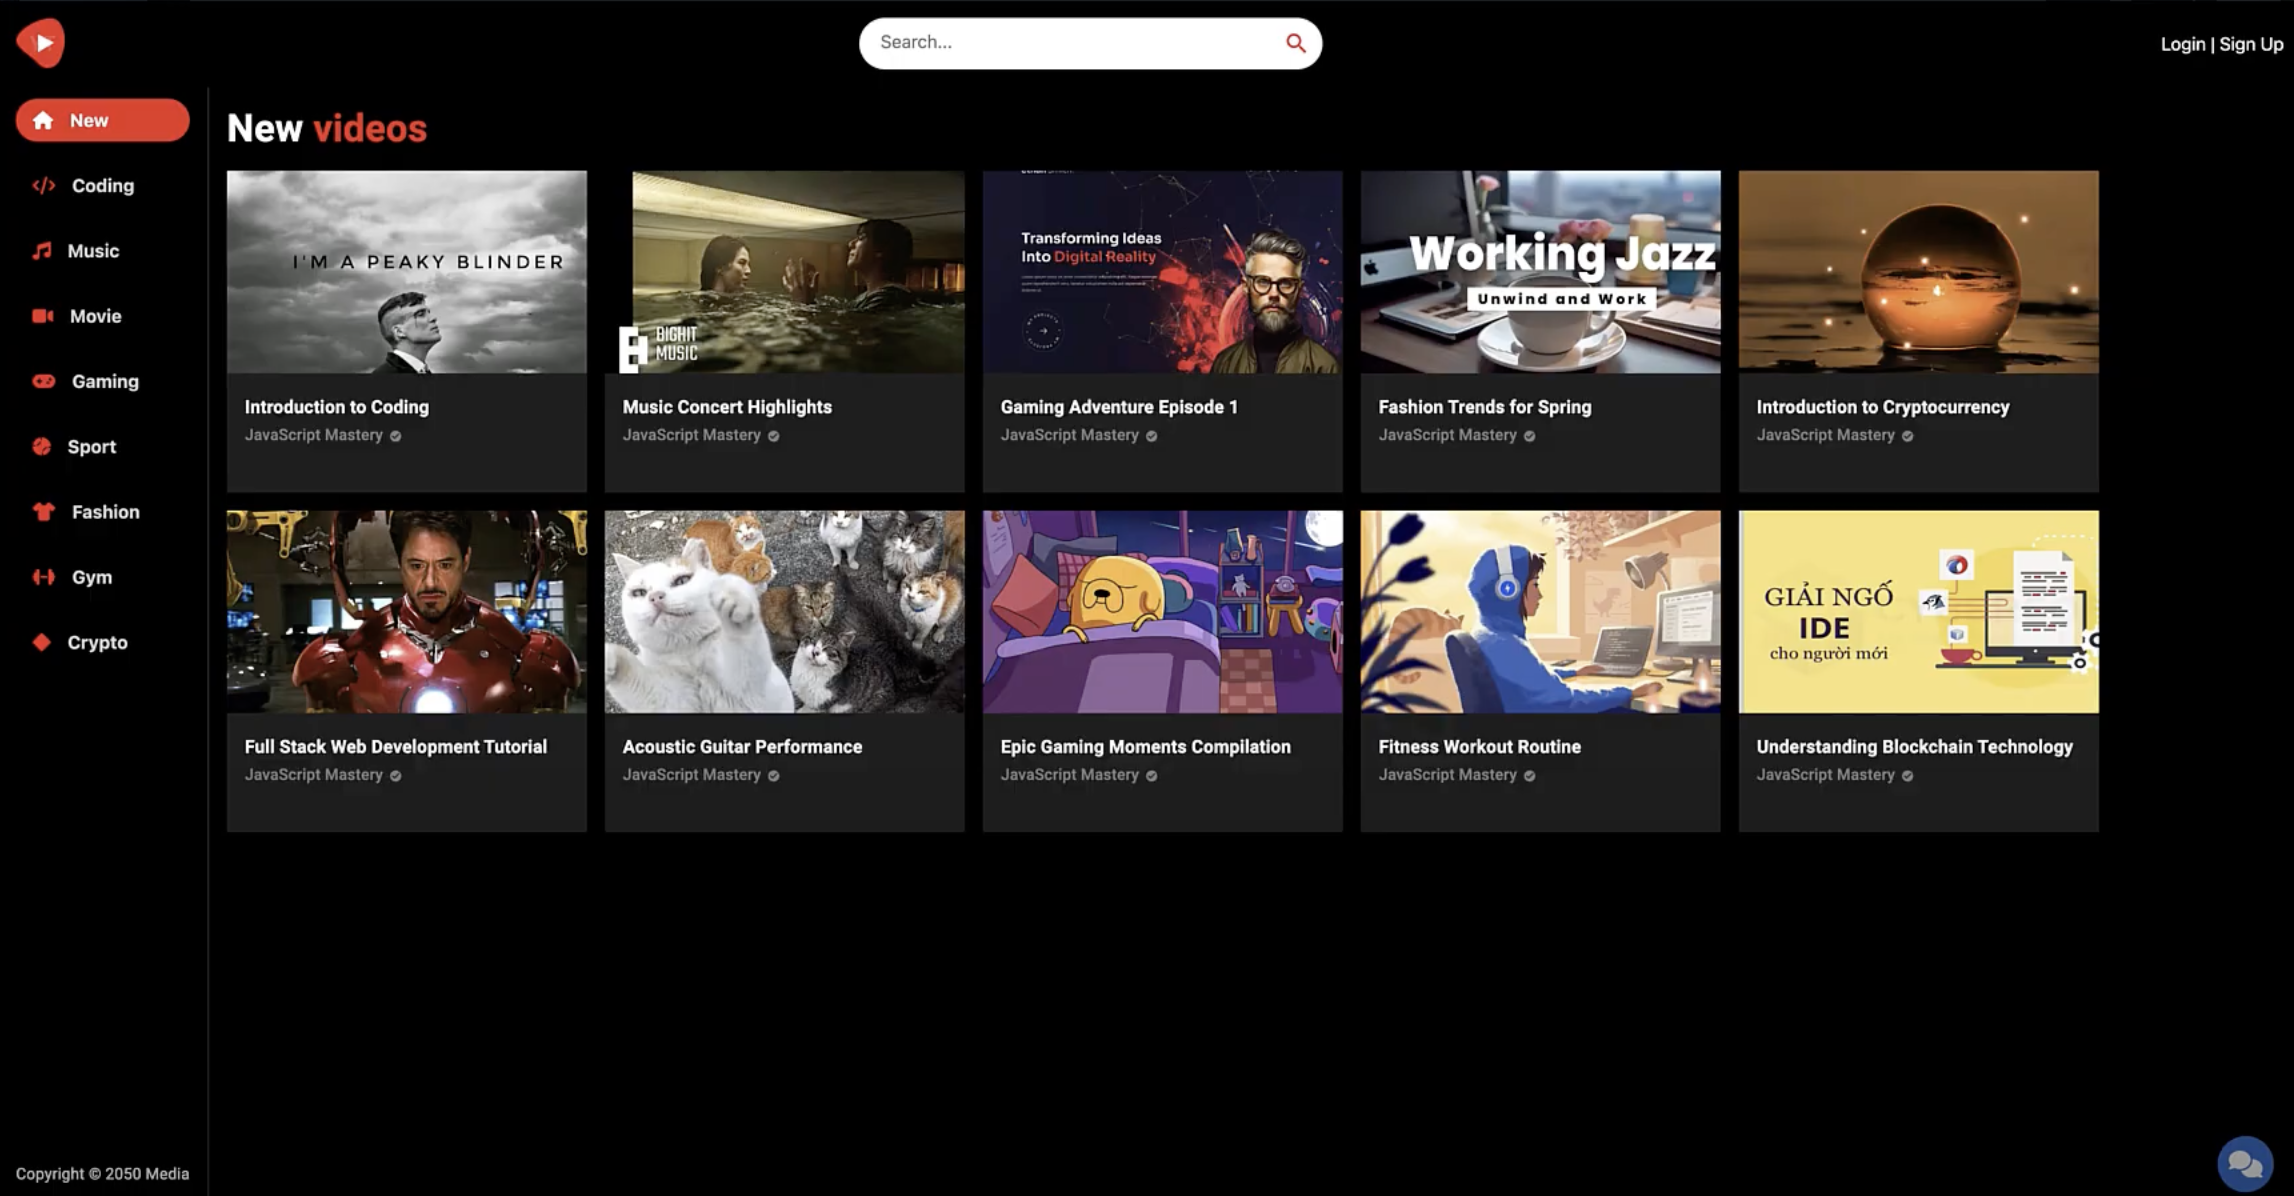 Search...
Login | Sign Up
New
Coding
Music
Movie
Gaming
Sport
Fashion
Gym
Crypto
Copyright © 2050 Media
New videos
I'M A PEAKY BLINDER
Introduction to Coding
JavaScript Mastery
BIGHIT
MUSIC
Music Concert Highlights
JavaScript Mastery
Transforming Ideas
Into Digital Reality
Gaming Adventure Episode 1
JavaScript Mastery
Working Jazz
Unwind and Work
Fashion Trends for Spring
JavaScript Mastery
Introduction to Cryptocurrency
JavaScript Mastery
Full Stack Web Development Tutorial
JavaScript Mastery
Acoustic Guitar Performance
JavaScript Mastery
Epic Gaming Moments Compilation
JavaScript Mastery
Fitness Workout Routine
JavaScript Mastery
GIẢI NGỐ
IDE
cho người mới
Understanding Blockchain Technology
JavaScript Mastery